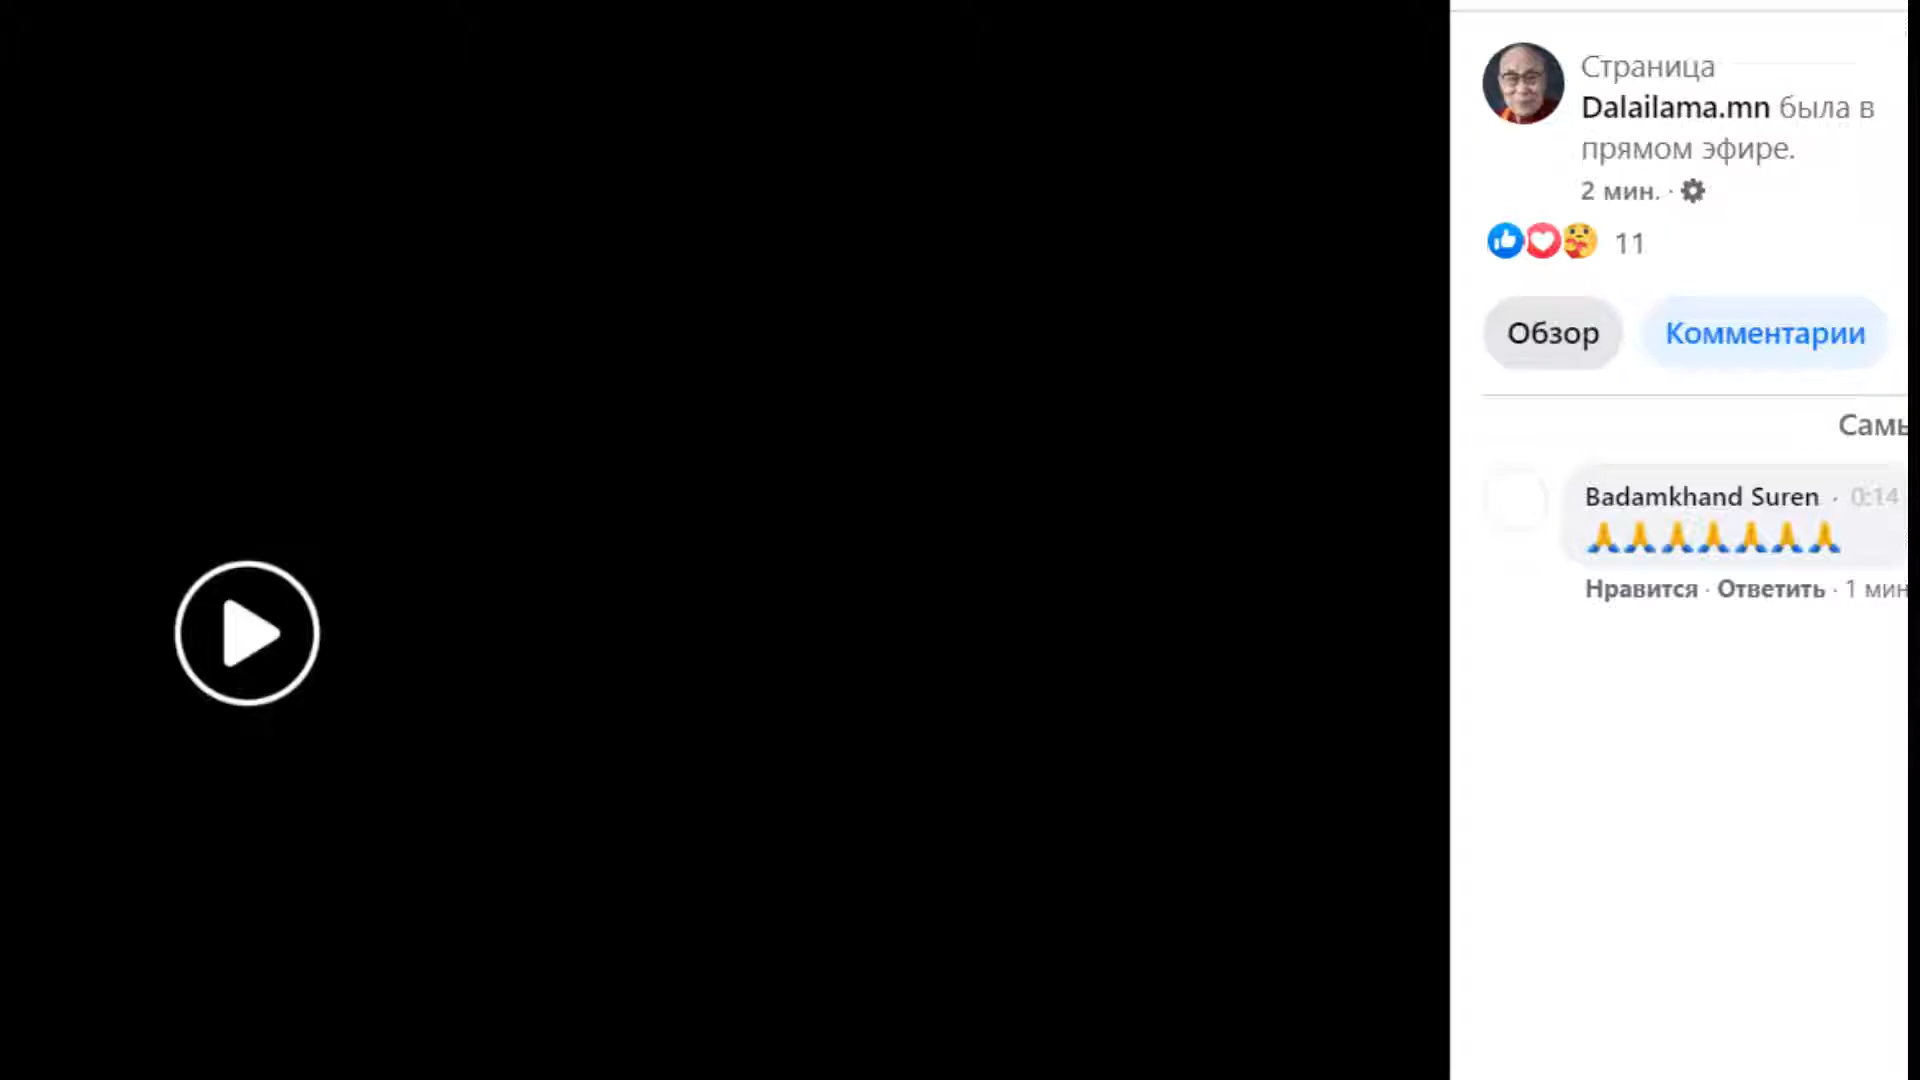 Страница
Dalailama.mn была в
прямом эфире.
2 мин. ·
11
Обзор
Комментарии
Badamkhand Suren · 0:14
🙏🙏🙏🙏🙏🙏🙏
Нравится · Ответить · 1 мин